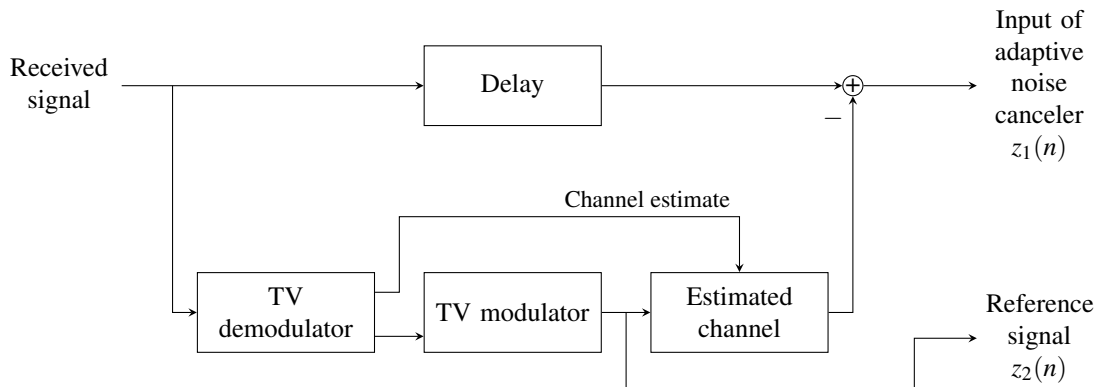 Received
signal
Delay
−
Input of
adaptive
noise
canceler
z₁(n)
Channel estimate
TV
demodulator
TV modulator
Estimated
channel
Reference
signal
z₂(n)